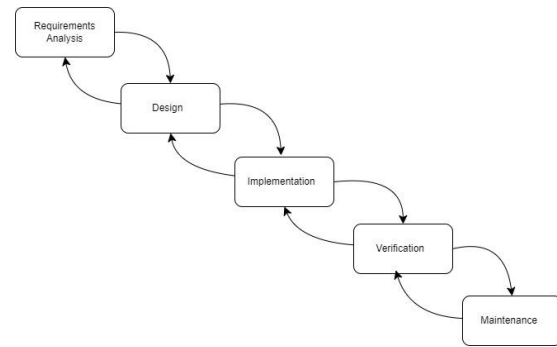 Requirements
Analysis
Design
Implementation
Verification
Maintenance